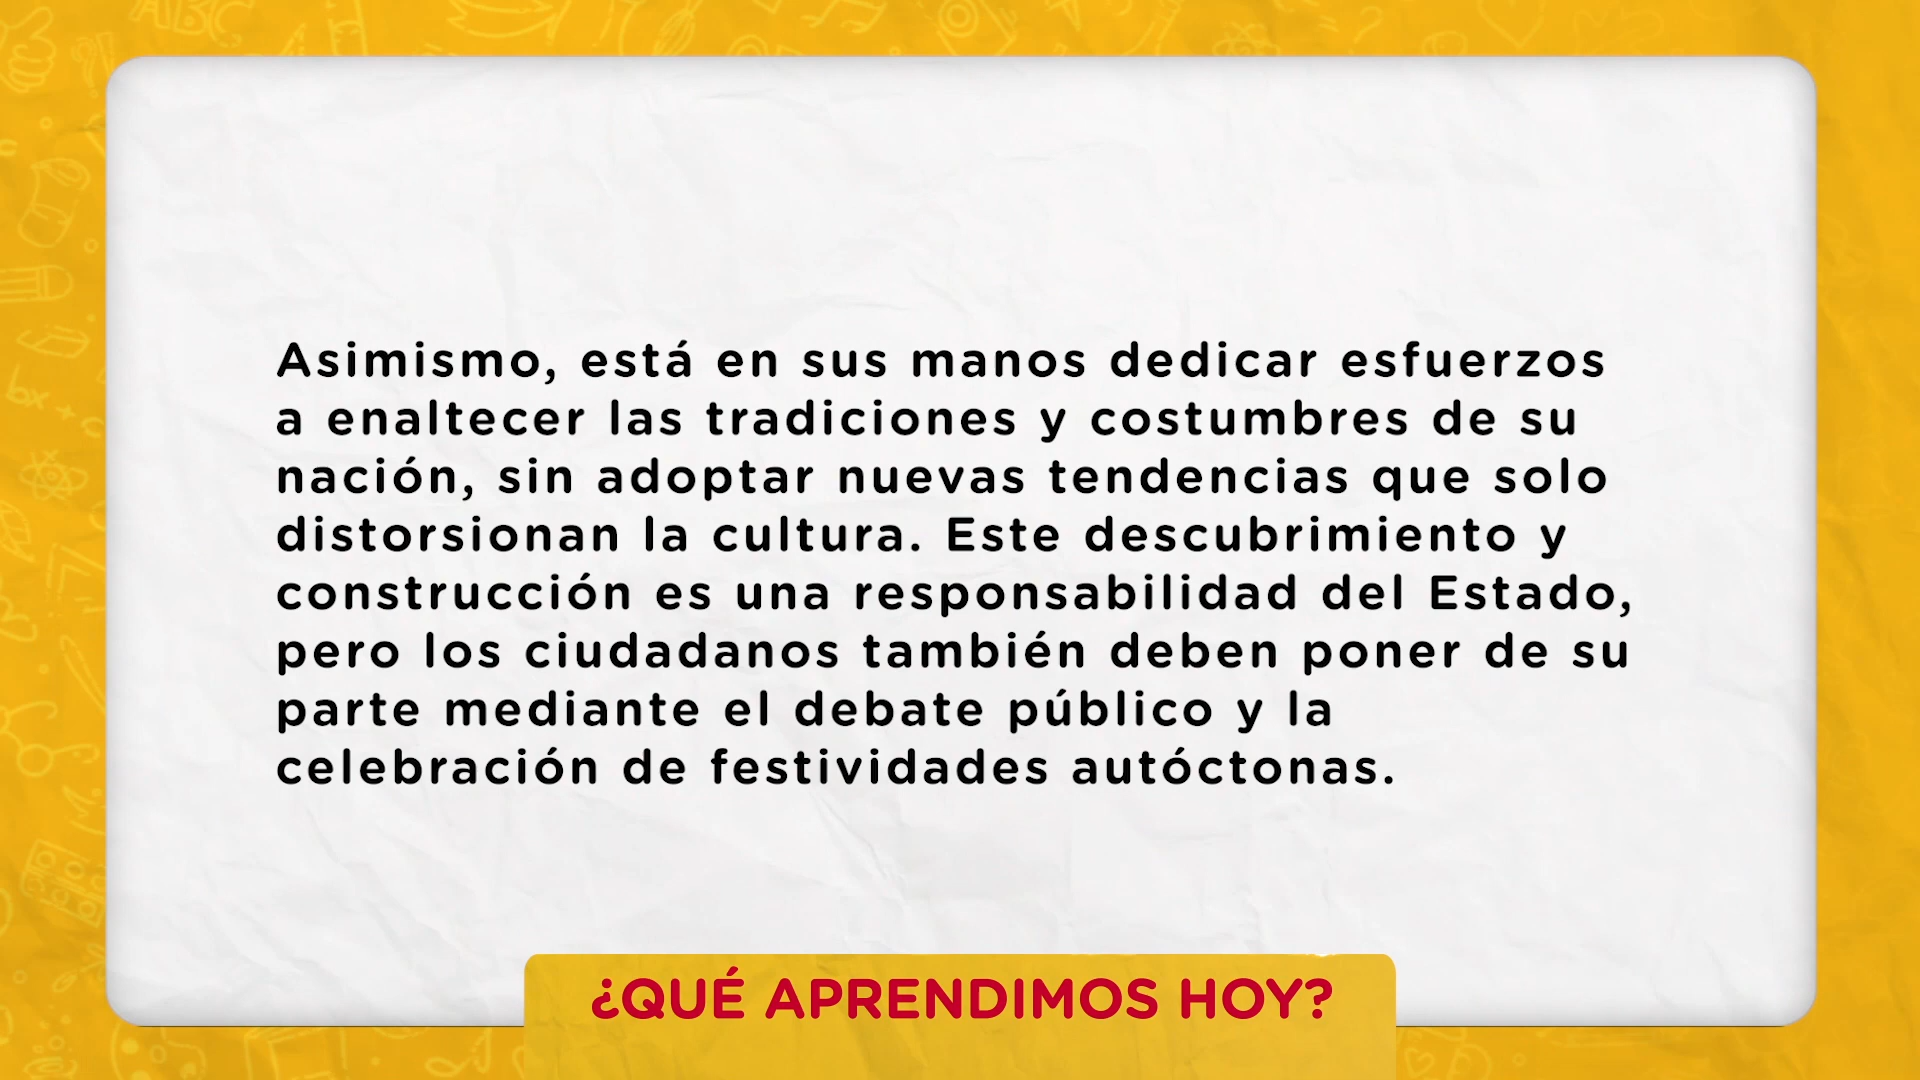 Asimismo, está en sus manos dedicar esfuerzos
a enaltecer las tradiciones y costumbres de su
nación, sin adoptar nuevas tendencias que solo
distorsionan la cultura. Este descubrimiento y
construcción es una responsabilidad del Estado,
pero los ciudadanos también deben poner de su
parte mediante el debate público y la
celebración de festividades autóctonas.
¿QUÉ APRENDIMOS HOY?